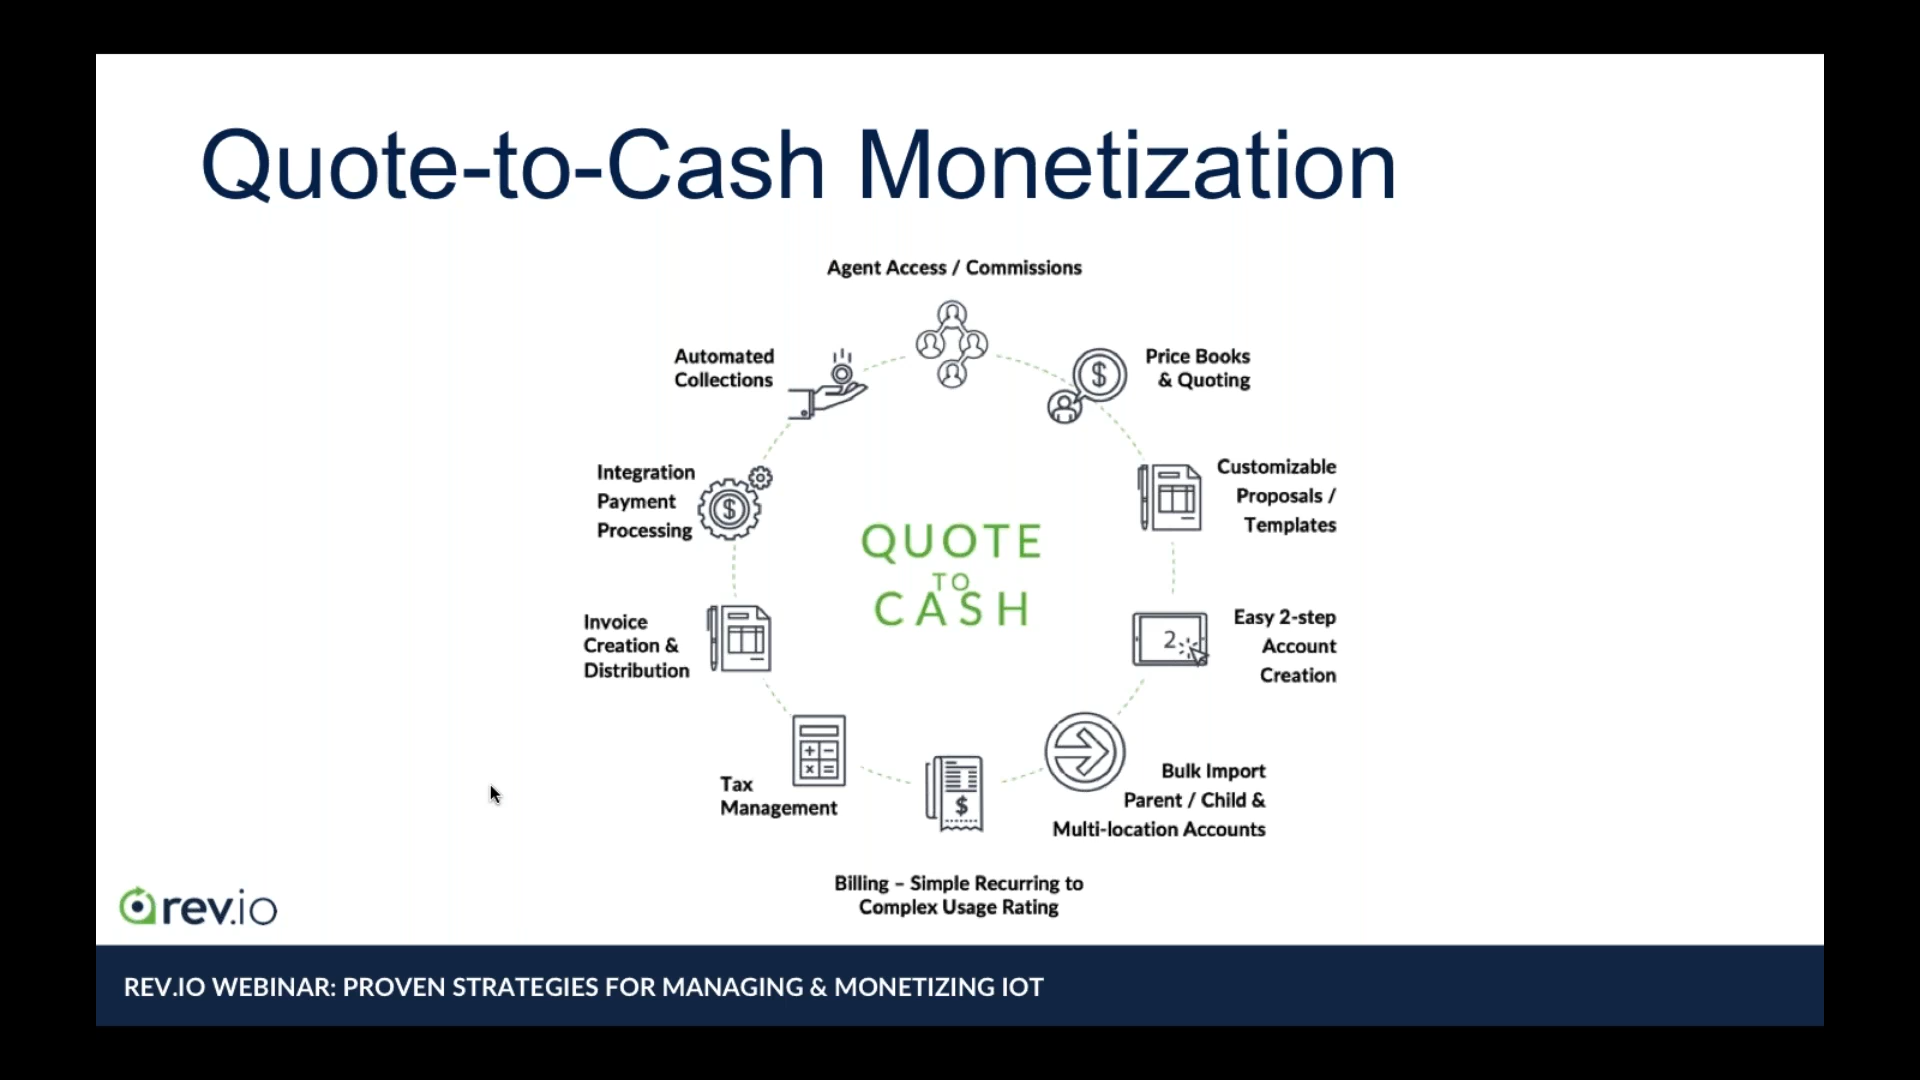 Quote-to-Cash Monetization
Agent Access / Commissions
Automated
Collections
Price Books
& Quoting
$
Integration
Payment
Processing
$
Customizable
Proposals /
Templates
QUOTE
TO
CASH
Invoice
Creation &
Distribution
Easy 2-step
Account
Creation
2
Tax
Management
+ −
x =
$
Bulk Import
Parent / Child &
Multi-location Accounts
Billing – Simple Recurring to
Complex Usage Rating
rev.io
REV.IO WEBINAR: PROVEN STRATEGIES FOR MANAGING & MONETIZING IOT